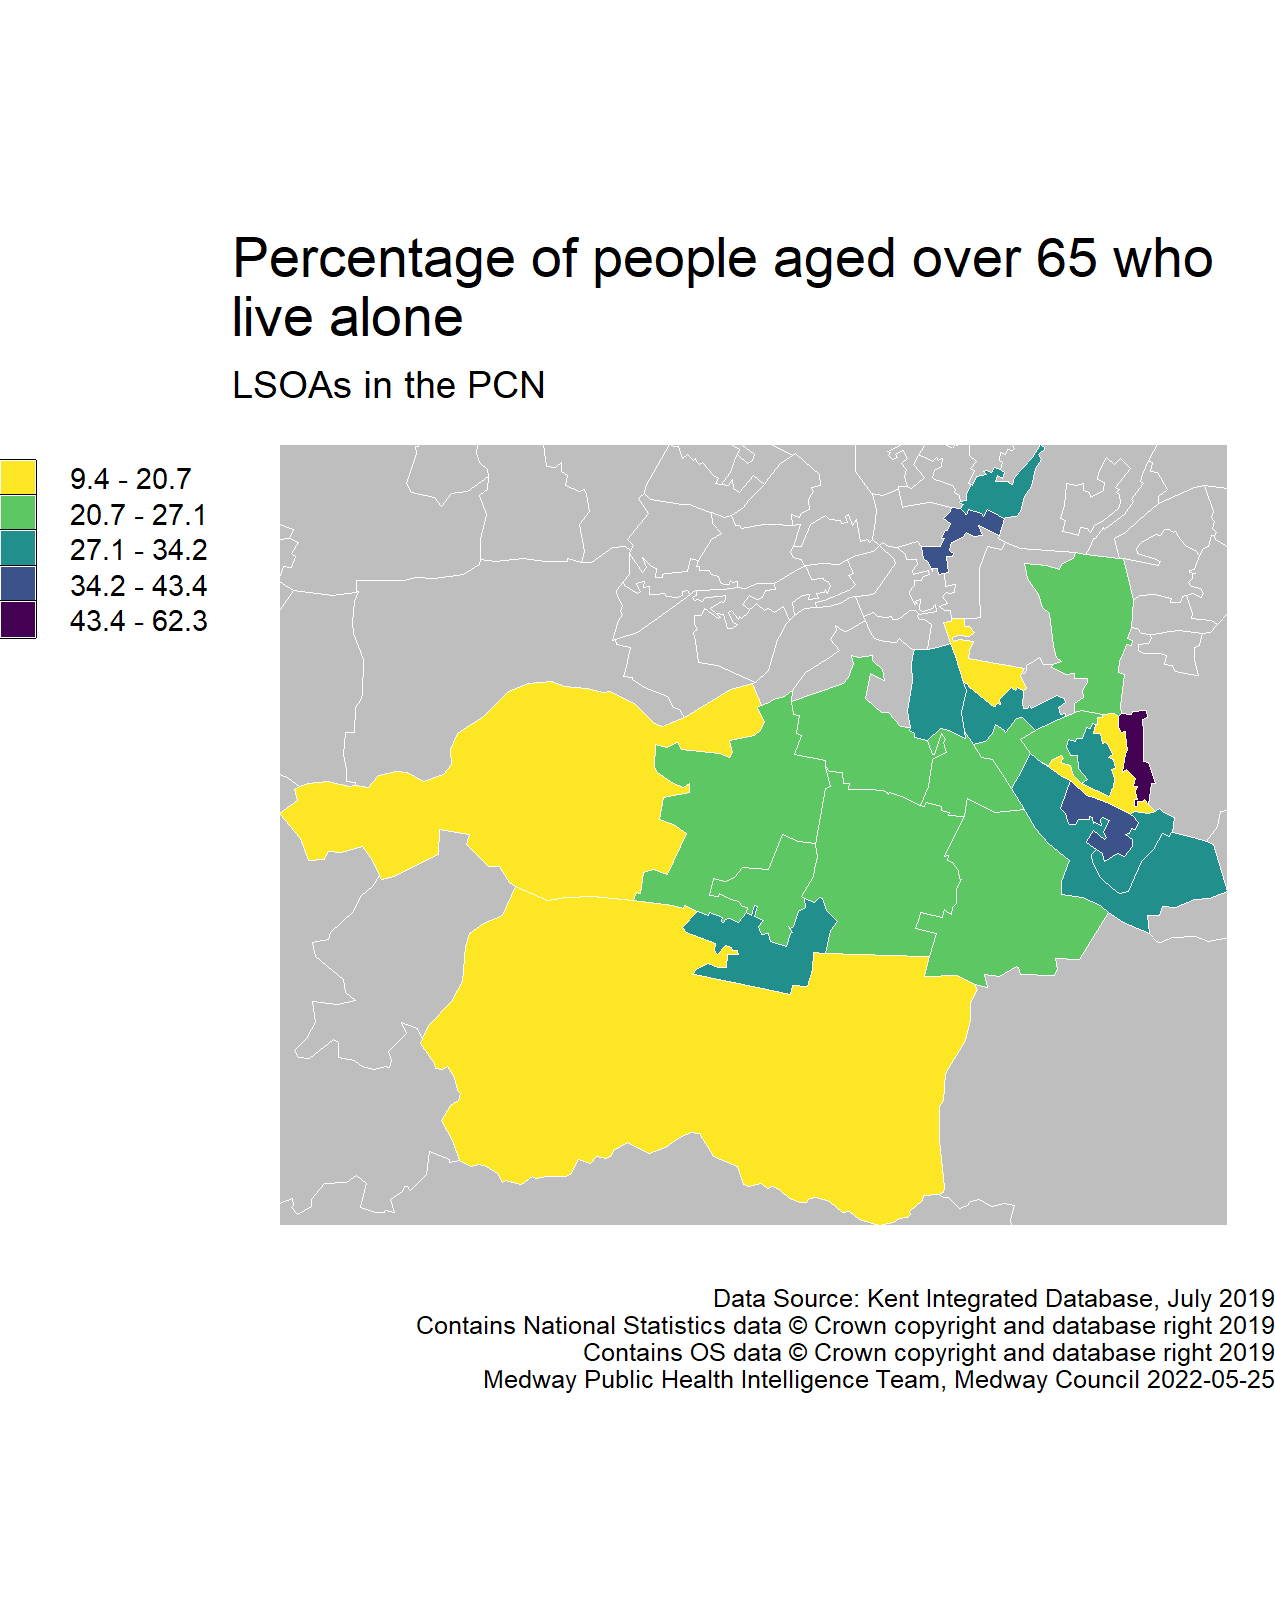 Percentage of people aged over 65 who
live alone
LSOAs in the PCN
9.4 - 20.7
20.7 - 27.1
27.1 - 34.2
34.2 - 43.4
43.4 - 62.3
Data Source: Kent Integrated Database, July 2019
Contains National Statistics data © Crown copyright and database right 2019
Contains OS data © Crown copyright and database right 2019
Medway Public Health Intelligence Team, Medway Council 2022-05-25